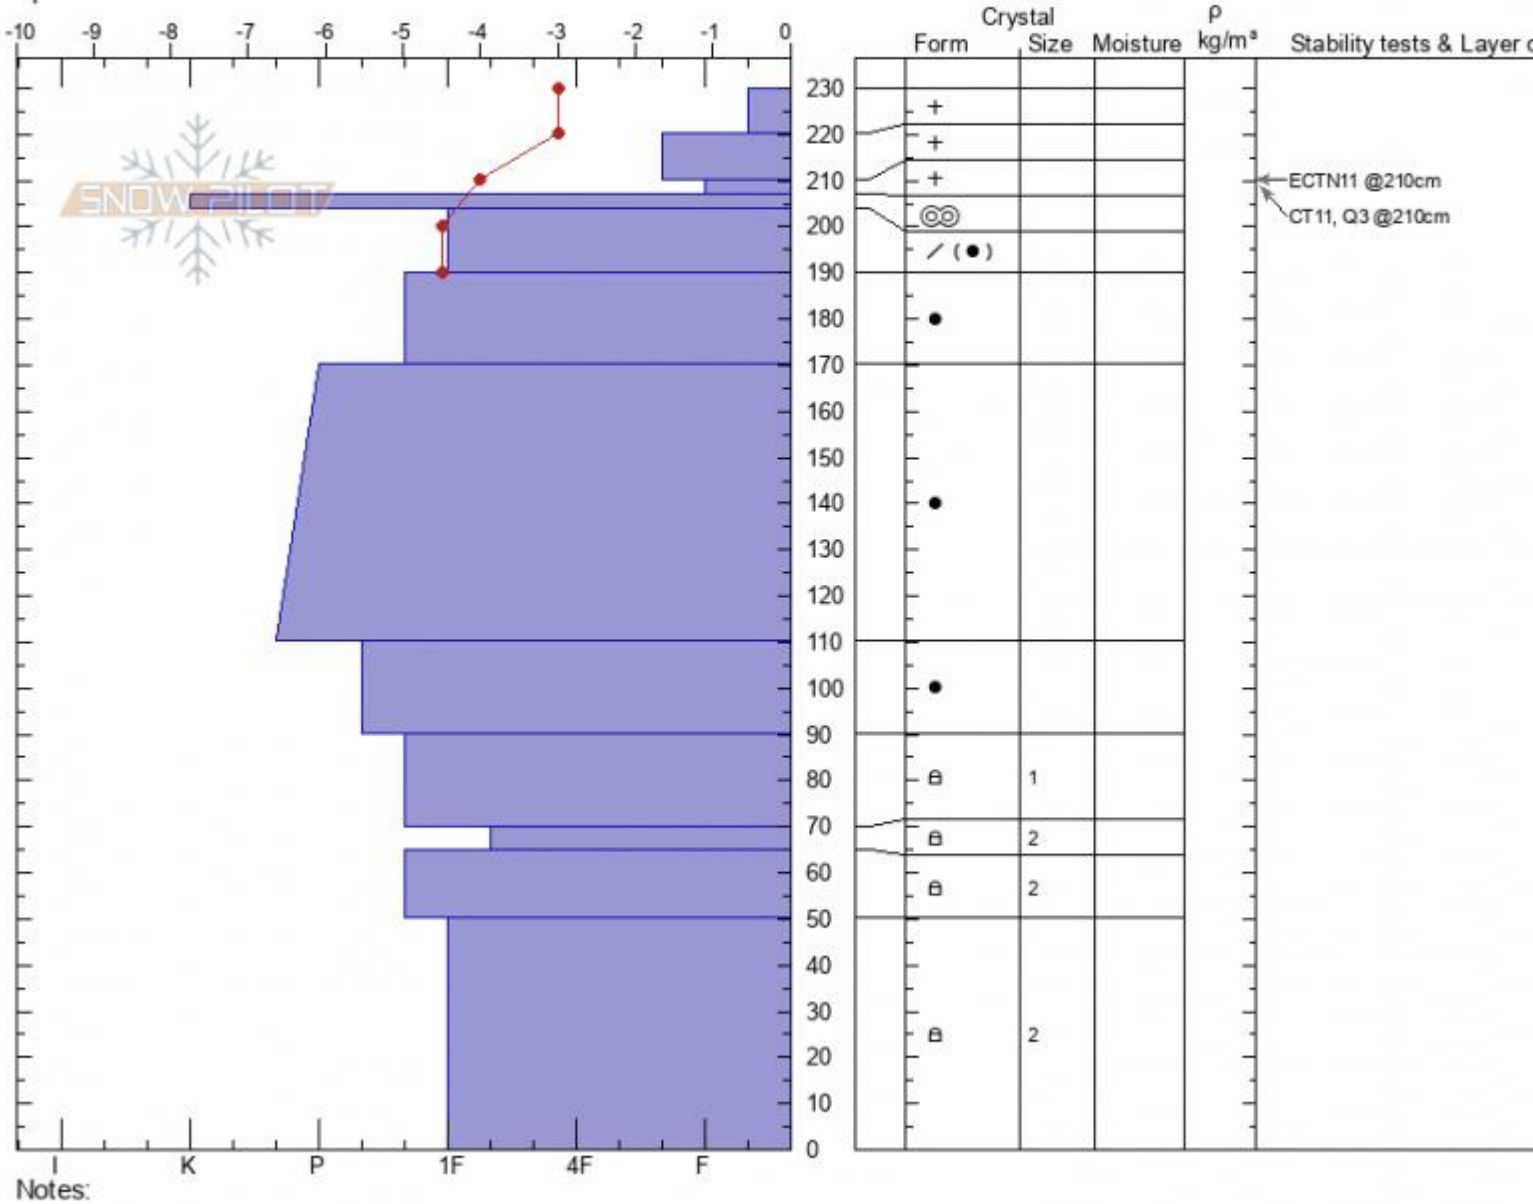 Crystal ρ
-10 -9 -8 -7 -6 -5 -4 -3 -2 -1 0
Form Size Moisture kg/m³ Stability tests & Layer c
230 +
220 +
SNOW PILOT
210 + ECTN11 @210cm
200 CT11, Q3 @210cm
190 / ( ● )
180 ●
170
160
150
140 ●
130
120
110
100 ●
90
80 1
70 2
60 2
50
40
30
20 2
10
0
I K P 1F 4F F
Notes: